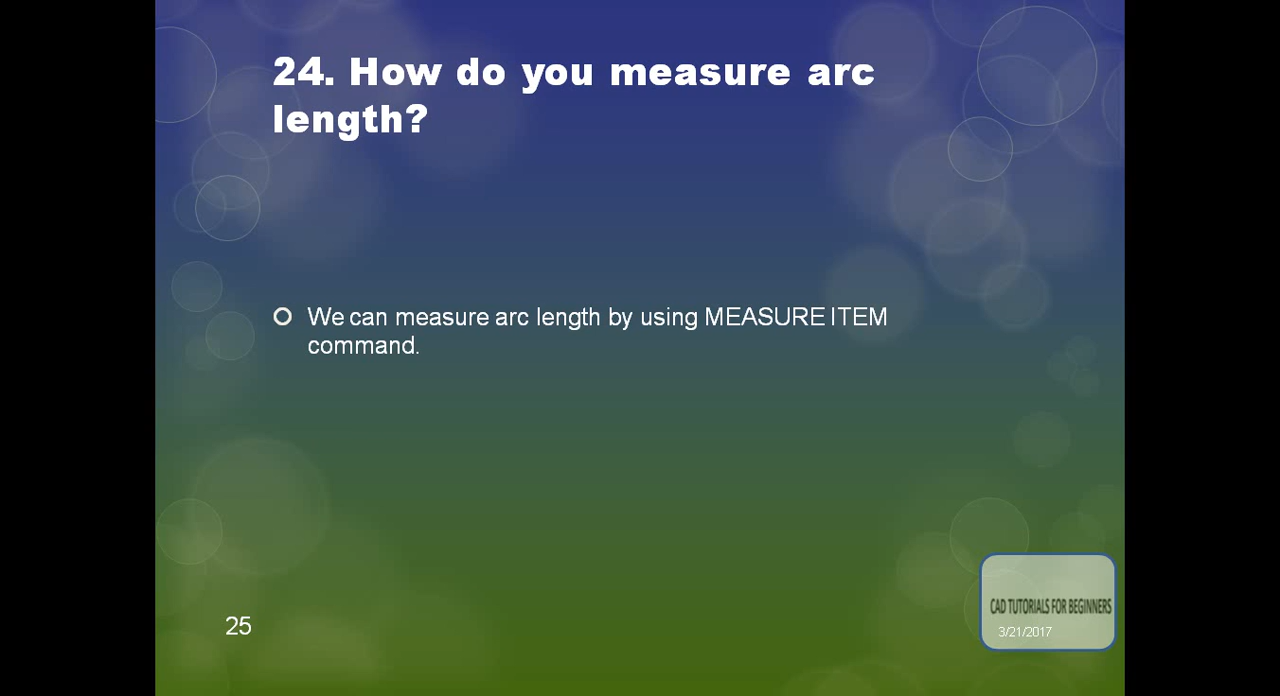 24. How do you measure arc
length?
We can measure arc length by using MEASURE ITEM
command.
25
CAD TUTORIALS FOR BEGINNERS
3/21/2017